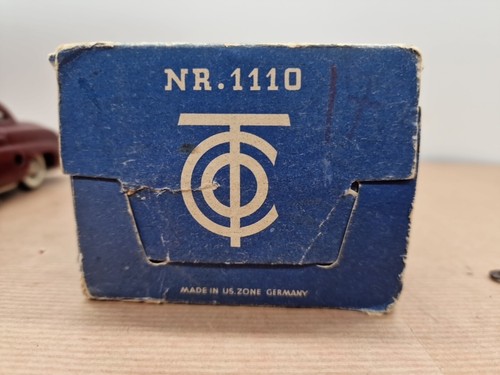 NR.1110
TCO
MADE IN US.ZONE GERMANY